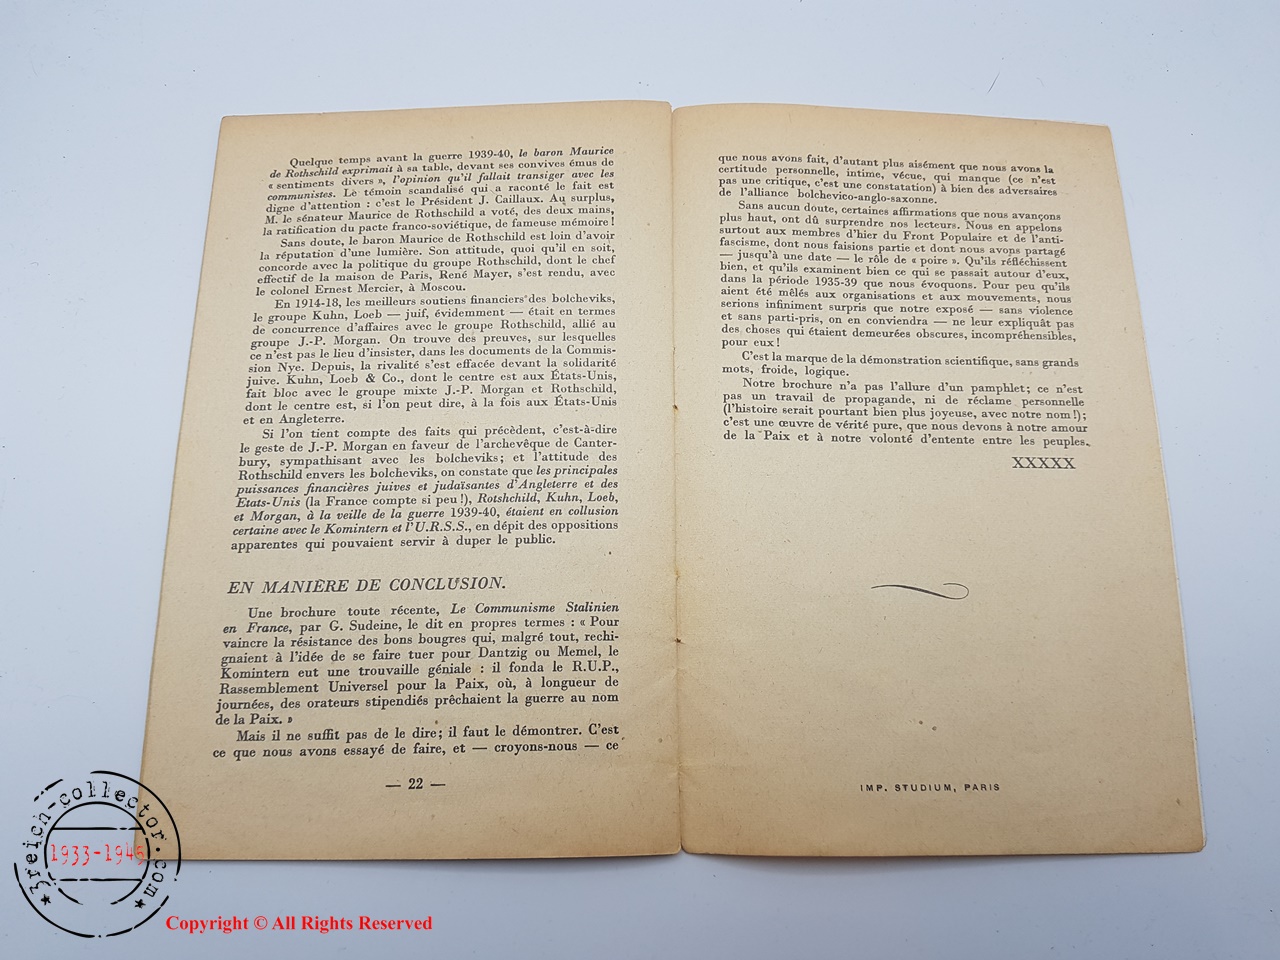 Quelque temps avant la guerre 1939-40, le baron Maurice
de Rothschild exprimait à sa table, devant ses convives émus de
« sentiments divers », l'opinion qu'il fallait transiger avec les
communistes. Le témoin scandalisé qui a raconté le fait est
digne d'attention : c'est le Président J. Caillaux. Au surplus,
M. le sénateur Maurice de Rothschild a voté, des deux mains,
la ratification du pacte franco-soviétique, de fameuse mémoire !
Sans doute, le baron Maurice de Rothschild est loin d'avoir
la réputation d'une lumière. Son attitude, quoi qu'il en soit,
concorde avec la politique du groupe Rothschild, dont le chef
effectif de la maison de Paris, René Mayer, s'est rendu, avec
le colonel Ernest Mercier, à Moscou.
En 1914-18, les meilleurs soutiens financiers des bolcheviks,
le groupe Kuhn, Loeb — juif, évidemment — était en termes
de concurrence d'affaires avec le groupe Rothschild, allié au
groupe J.-P. Morgan. On trouve des preuves, sur lesquelles
ce n'est pas le lieu d'insister, dans les documents de la Commis-
sion Nye. Depuis, la rivalité s'est effacée devant la solidarité
juive. Kuhn, Loeb & Co., dont le centre est aux États-Unis,
fait bloc avec le groupe mixte J.-P. Morgan et Rothschild,
dont le centre est, si l'on peut dire, à la fois aux États-Unis
et en Angleterre.
Si l'on tient compte des faits qui précèdent, c'est-à-dire
le geste de J.-P. Morgan en faveur de l'archevêque de Canter-
bury, sympathisant avec les bolcheviks; et l'attitude des
Rothschild envers les bolcheviks, on constate que les principales
puissances financières juives et judaïsantes d'Angleterre et des
Etats-Unis (la France compte si peu !), Rotshchild, Kuhn, Loeb,
et Morgan, à la veille de la guerre 1939-40, étaient en collusion
certaine avec le Komintern et l'U.R.S.S., en dépit des oppositions
apparentes qui pouvaient servir à duper le public.
EN MANIÈRE DE CONCLUSION.
Une brochure toute récente, Le Communisme Stalinien
en France, par G. Sudeine, le dit en propres termes : « Pour
vaincre la résistance des bons bougres qui, malgré tout, rechi-
gnaient à l'idée de se faire tuer pour Dantzig ou Memel, le
Komintern eut une trouvaille géniale : il fonda le R.U.P.,
Rassemblement Universel pour la Paix, où, à longueur de
journées, des orateurs stipendiés prêchaient la guerre au nom
de la Paix. »
Mais il ne suffit pas de le dire; il faut le démontrer. C'est
ce que nous avons essayé de faire, et — croyons-nous — ce
— 22 —
que nous avons fait, d'autant plus aisément que nous avons la
certitude personnelle, intime, vécue, qui manque (ce n'est
pas une critique, c'est une constatation) à bien des adversaires
de l'alliance bolchevico-anglo-saxonne.
Sans aucun doute, certaines affirmations que nous avançons
plus haut, ont dû surprendre nos lecteurs. Nous en appelons
surtout aux membres d'hier du Front Populaire et de l'anti-
fascisme, dont nous faisions partie et dont nous avons partagé
— jusqu'à une date — le rôle de « poire ». Qu'ils réfléchissent
bien, et qu'ils examinent bien ce qui se passait autour d'eux,
dans la période 1935-39 que nous évoquons. Pour peu qu'ils
aient été mêlés aux organisations et aux mouvements, nous
serions infiniment surpris que notre exposé — sans violence
et sans parti-pris, on en conviendra — ne leur expliquât pas
des choses qui étaient demeurées obscures, incompréhensibles,
pour eux !
C'est la marque de la démonstration scientifique, sans grands
mots, froide, logique.
Notre brochure n'a pas l'allure d'un pamphlet; ce n'est
pas un travail de propagande, ni de réclame personnelle
(l'histoire serait pourtant bien plus joyeuse, avec notre nom !);
c'est une œuvre de vérité pure, que nous devons à notre amour
de la Paix et à notre volonté d'entente entre les peuples.
XXXXX
IMP. STUDIUM, PARIS
3reich-collector.com
1933-1945
Copyright © All Rights Reserved